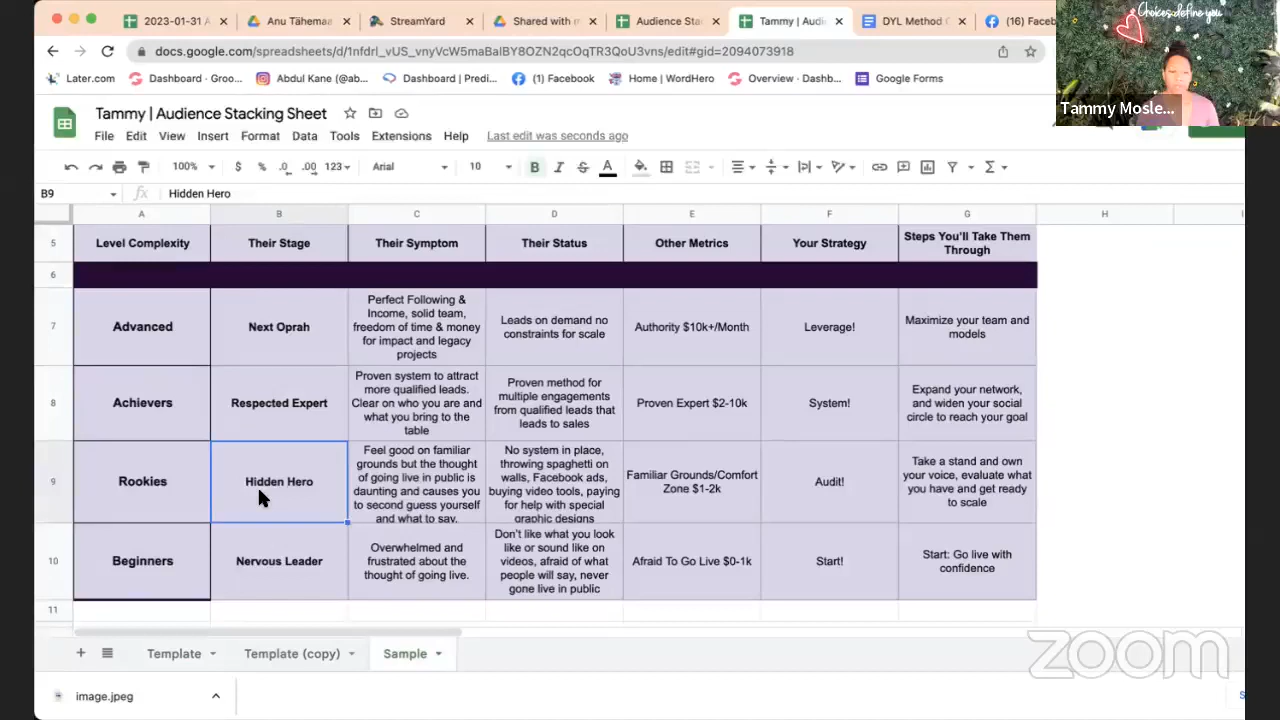 2023-01-31 A
Anu Tähemaa
StreamYard
Shared with m
Audience Sta
Tammy | Audi
DYL Method
(16) Faceb
Choices define you
docs.google.com/spreadsheets/d/1nfdrl_vUS_vnyVcW5maBalBY8OZN2qcOqTR3QoU3vns/edit#gid=2094073918
Later.com
Dashboard · Groo...
Abdul Kane (@ab...
Dashboard | Predi...
(1) Facebook
Home | WordHero
Overview · Dashb...
Google Forms
Tammy Mosle...
Tammy | Audience Stacking Sheet
File Edit View Insert Format Data Tools Extensions Help Last edit was seconds ago
100% $ % .0 .00 123 Arial 10 B I S A
B9 fx Hidden Hero
A B C D E F G H I
5
Level Complexity
Their Stage
Their Symptom
Their Status
Other Metrics
Your Strategy
Steps You'll Take Them
Through
6
7
Advanced
Next Oprah
Perfect Following &
Income, solid team,
freedom of time & money
for impact and legacy
projects
Leads on demand no
constraints for scale
Authority $10k+/Month
Leverage!
Maximize your team and
models
8
Achievers
Respected Expert
Proven system to attract
more qualified leads.
Clear on who you are and
what you bring to the
table
Proven method for
multiple engagements
from qualified leads that
leads to sales
Proven Expert $2-10k
System!
Expand your network,
and widen your social
circle to reach your goal
9
Rookies
Hidden Hero
Feel good on familiar
grounds but the thought
of going live in public is
daunting and causes you
to second guess yourself
and what to say.
No system in place,
throwing spaghetti on
walls, Facebook ads,
buying video tools, paying
for help with special
graphic designs
Familiar Grounds/Comfort
Zone $1-2k
Audit!
Take a stand and own
your voice, evaluate what
you have and get ready
to scale
10
Beginners
Nervous Leader
Overwhelmed and
frustrated about the
thought of going live.
Don't like what you look
like or sound like on
videos, afraid of what
people will say, never
gone live in public
Afraid To Go Live $0-1k
Start!
Start: Go live with
confidence
11
Template
Template (copy)
Sample
zoom
image.jpeg
S